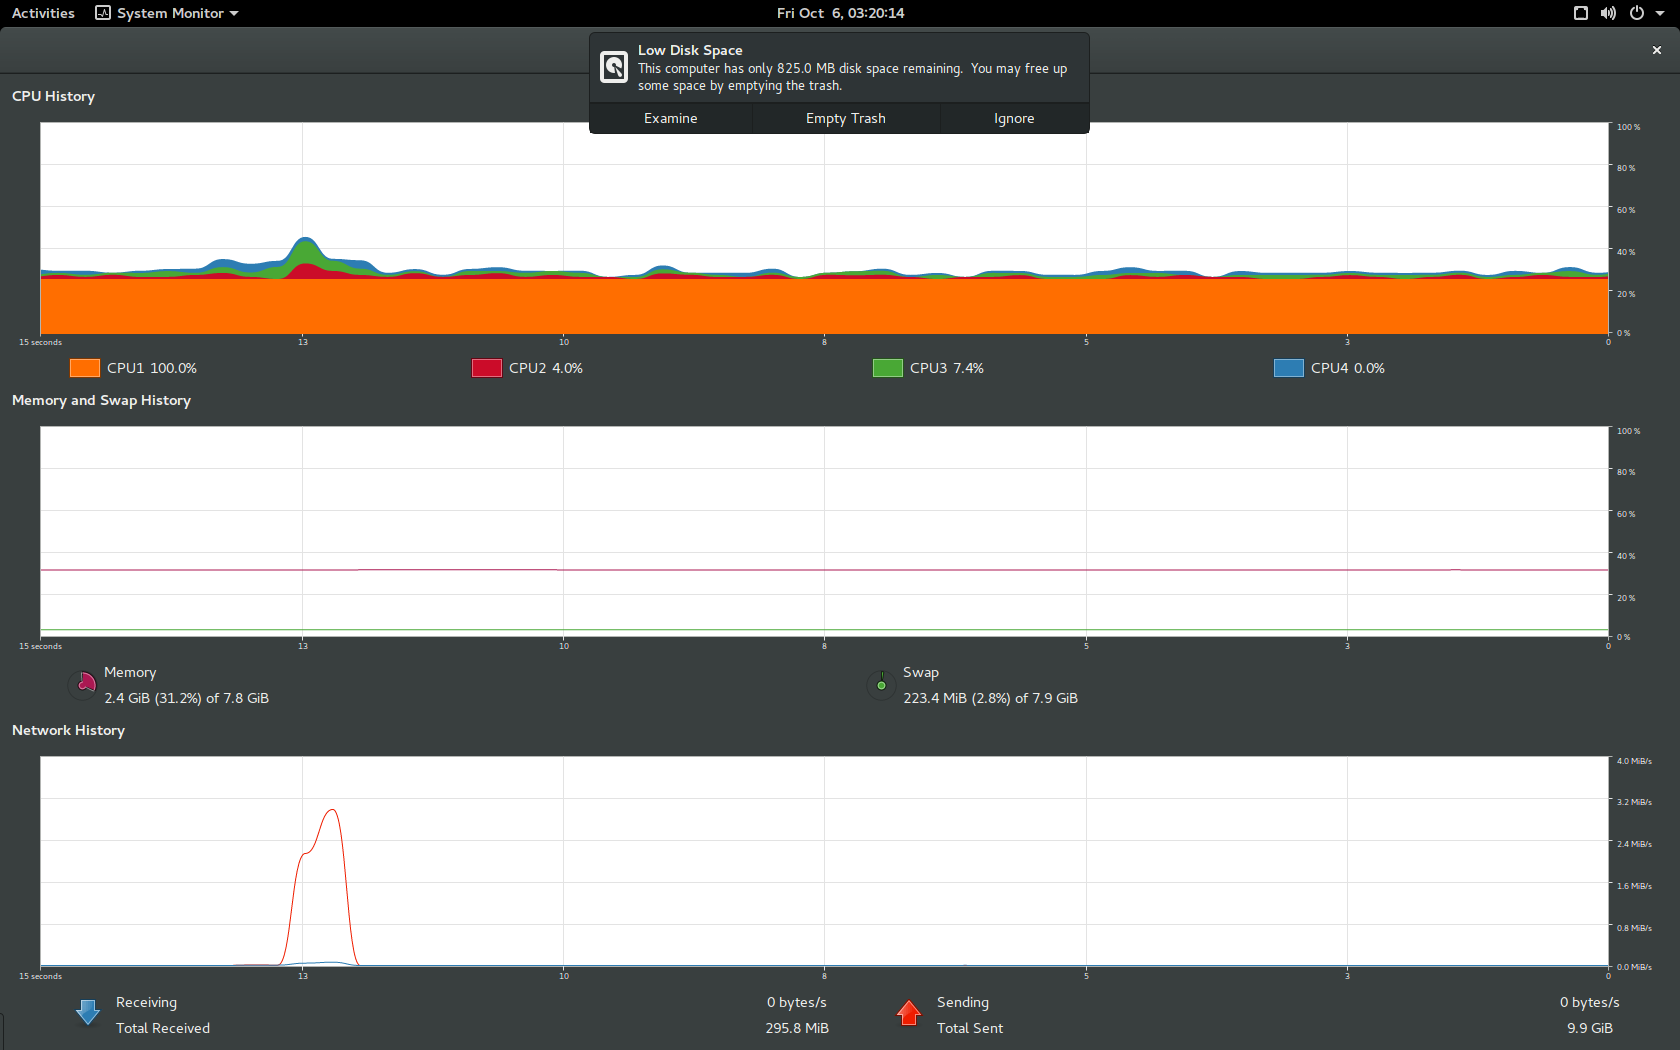 Activities
System Monitor
Fri Oct  6, 03:20:14
Low Disk Space
This computer has only 825.0 MB disk space remaining.  You may free up
some space by emptying the trash.
Examine
Empty Trash
Ignore
CPU History
100 %
80 %
60 %
40 %
20 %
0 %
15 seconds
13
10
8
5
3
0
CPU1 100.0%
CPU2 4.0%
CPU3 7.4%
CPU4 0.0%
Memory and Swap History
100 %
80 %
60 %
40 %
20 %
0 %
15 seconds
13
10
8
5
3
0
Memory
2.4 GiB (31.2%) of 7.8 GiB
Swap
223.4 MiB (2.8%) of 7.9 GiB
Network History
4.0 MiB/s
3.2 MiB/s
2.4 MiB/s
1.6 MiB/s
0.8 MiB/s
0.0 MiB/s
15 seconds
13
10
8
5
3
0
Receiving
0 bytes/s
Total Received
295.8 MiB
Sending
0 bytes/s
Total Sent
9.9 GiB